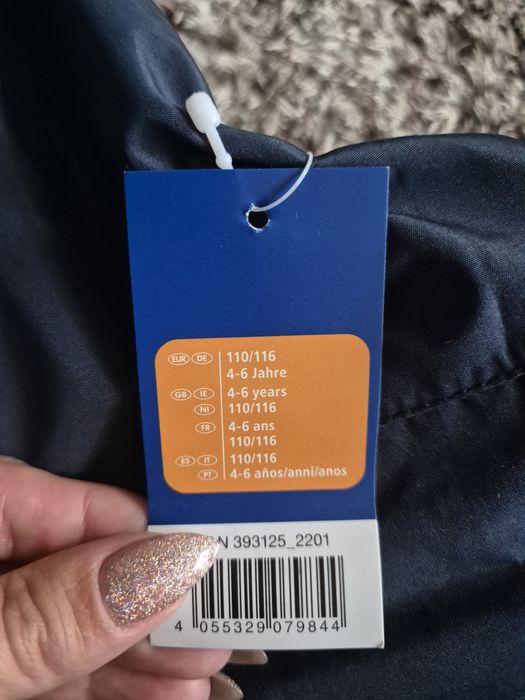 EUR DE 110/116
4-6 Jahre
GB IE 4-6 years
NI 110/116
FR 4-6 ans
110/116
ES IT 110/116
PT 4-6 años/anni/anos
N 393125_2201
4 055329 079844